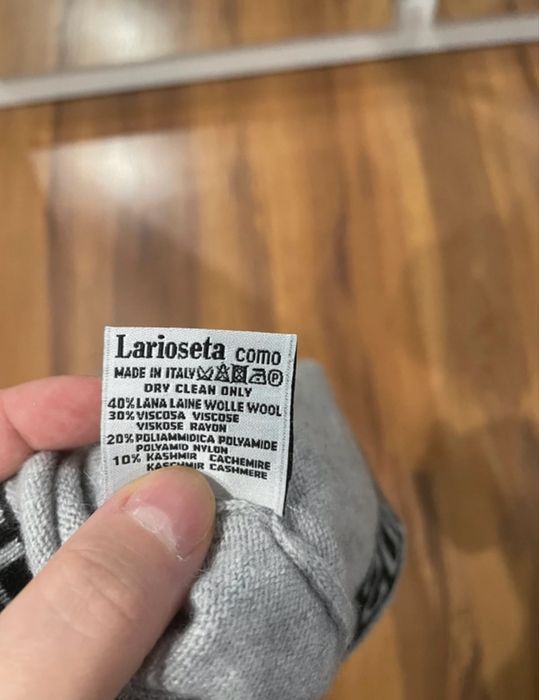 Larioseta como
MADE IN ITALY
DRY CLEAN ONLY
40% LANA LAINE WOLLE WOOL
30% VISCOSA VISCOSE
VISKOSE RAYON
20% POLIAMMIDICA POLYAMIDE
POLYAMID NYLON
10% KASHMIR CACHEMIRE
KASCHMIR CASHMERE